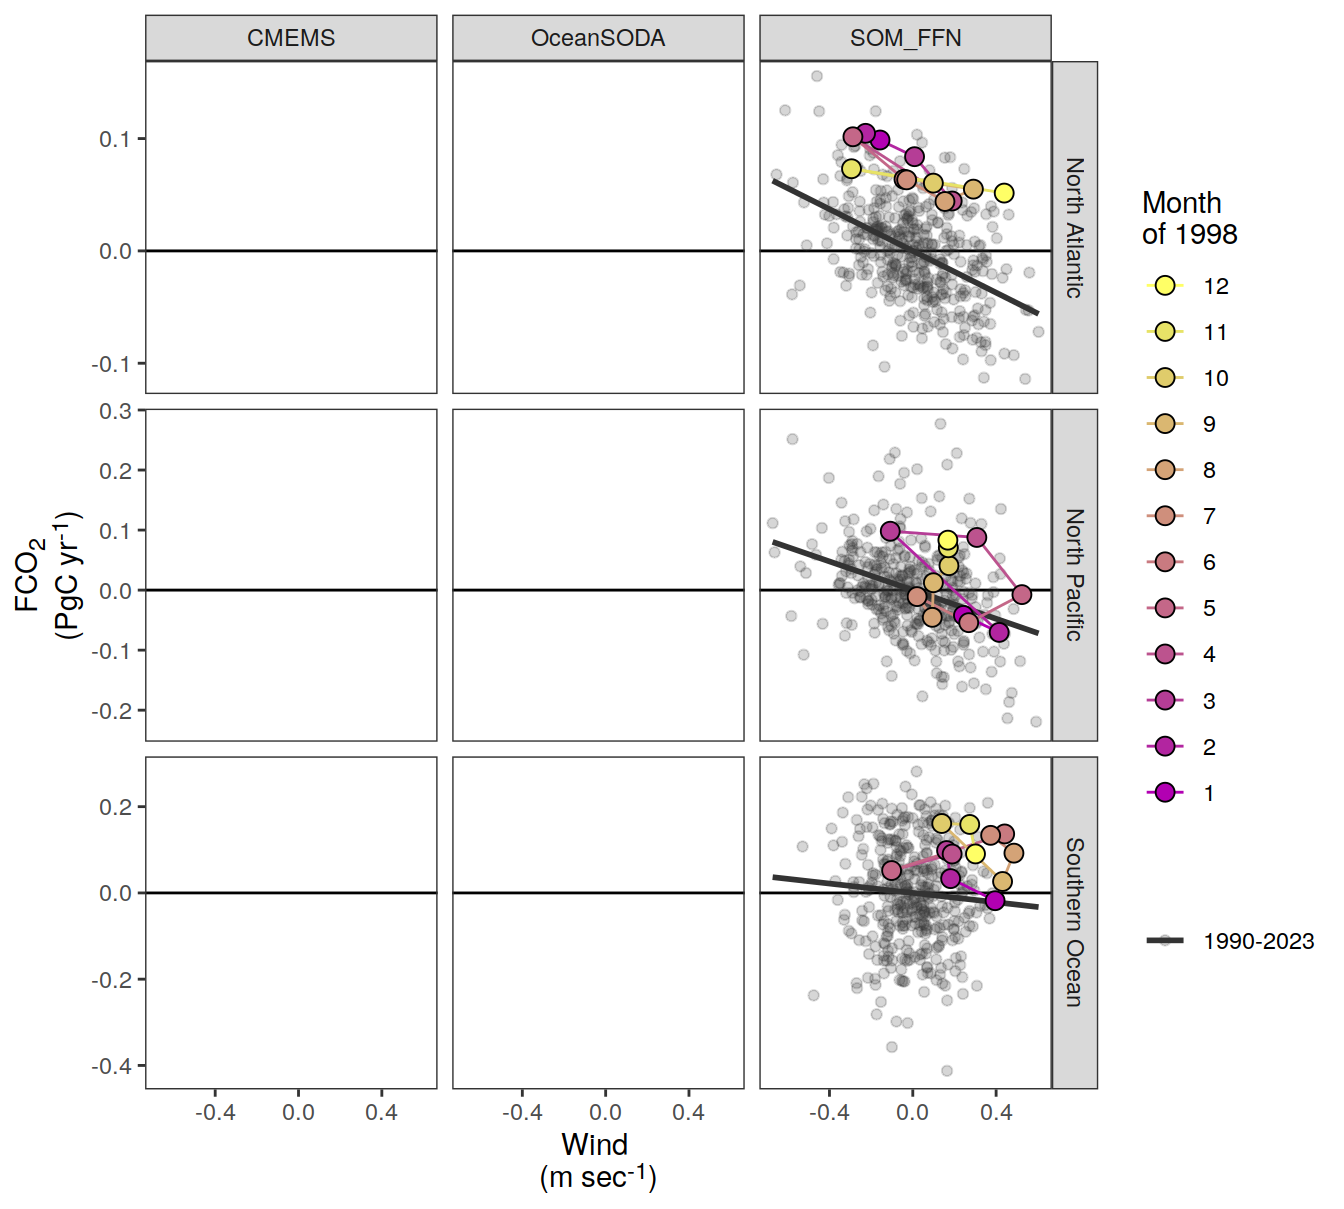 CMEMS
OceanSODA
SOM_FFN
North Atlantic
North Pacific
Southern Ocean
0.1
0.0
-0.1
0.3
0.2
0.1
0.0
-0.1
-0.2
0.2
0.0
-0.2
-0.4
FCO2
(PgC yr-1)
-0.4 0.0 0.4
-0.4 0.0 0.4
-0.4 0.0 0.4
Wind
(m sec-1)
Month
of 1998
12
11
10
9
8
7
6
5
4
3
2
1
1990-2023